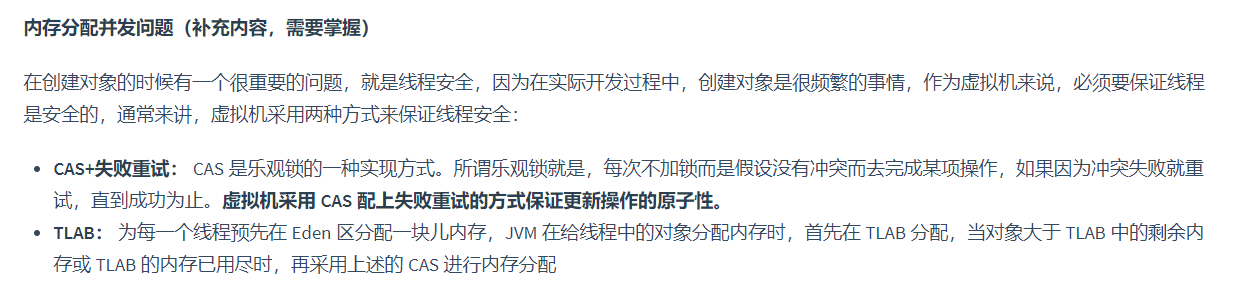 内存分配并发问题（补充内容，需要掌握）
在创建对象的时候有一个很重要的问题，就是线程安全，因为在实际开发过程中，创建对象是很频繁的事情，作为虚拟机来说，必须要保证线程
是安全的，通常来讲，虚拟机采用两种方式来保证线程安全：
• CAS+失败重试： CAS 是乐观锁的一种实现方式。所谓乐观锁就是，每次不加锁而是假设没有冲突而去完成某项操作，如果因为冲突失败就重
试，直到成功为止。虚拟机采用 CAS 配上失败重试的方式保证更新操作的原子性。
• TLAB： 为每一个线程预先在 Eden 区分配一块儿内存，JVM 在给线程中的对象分配内存时，首先在 TLAB 分配，当对象大于 TLAB 中的剩余内
存或 TLAB 的内存已用尽时，再采用上述的 CAS 进行内存分配